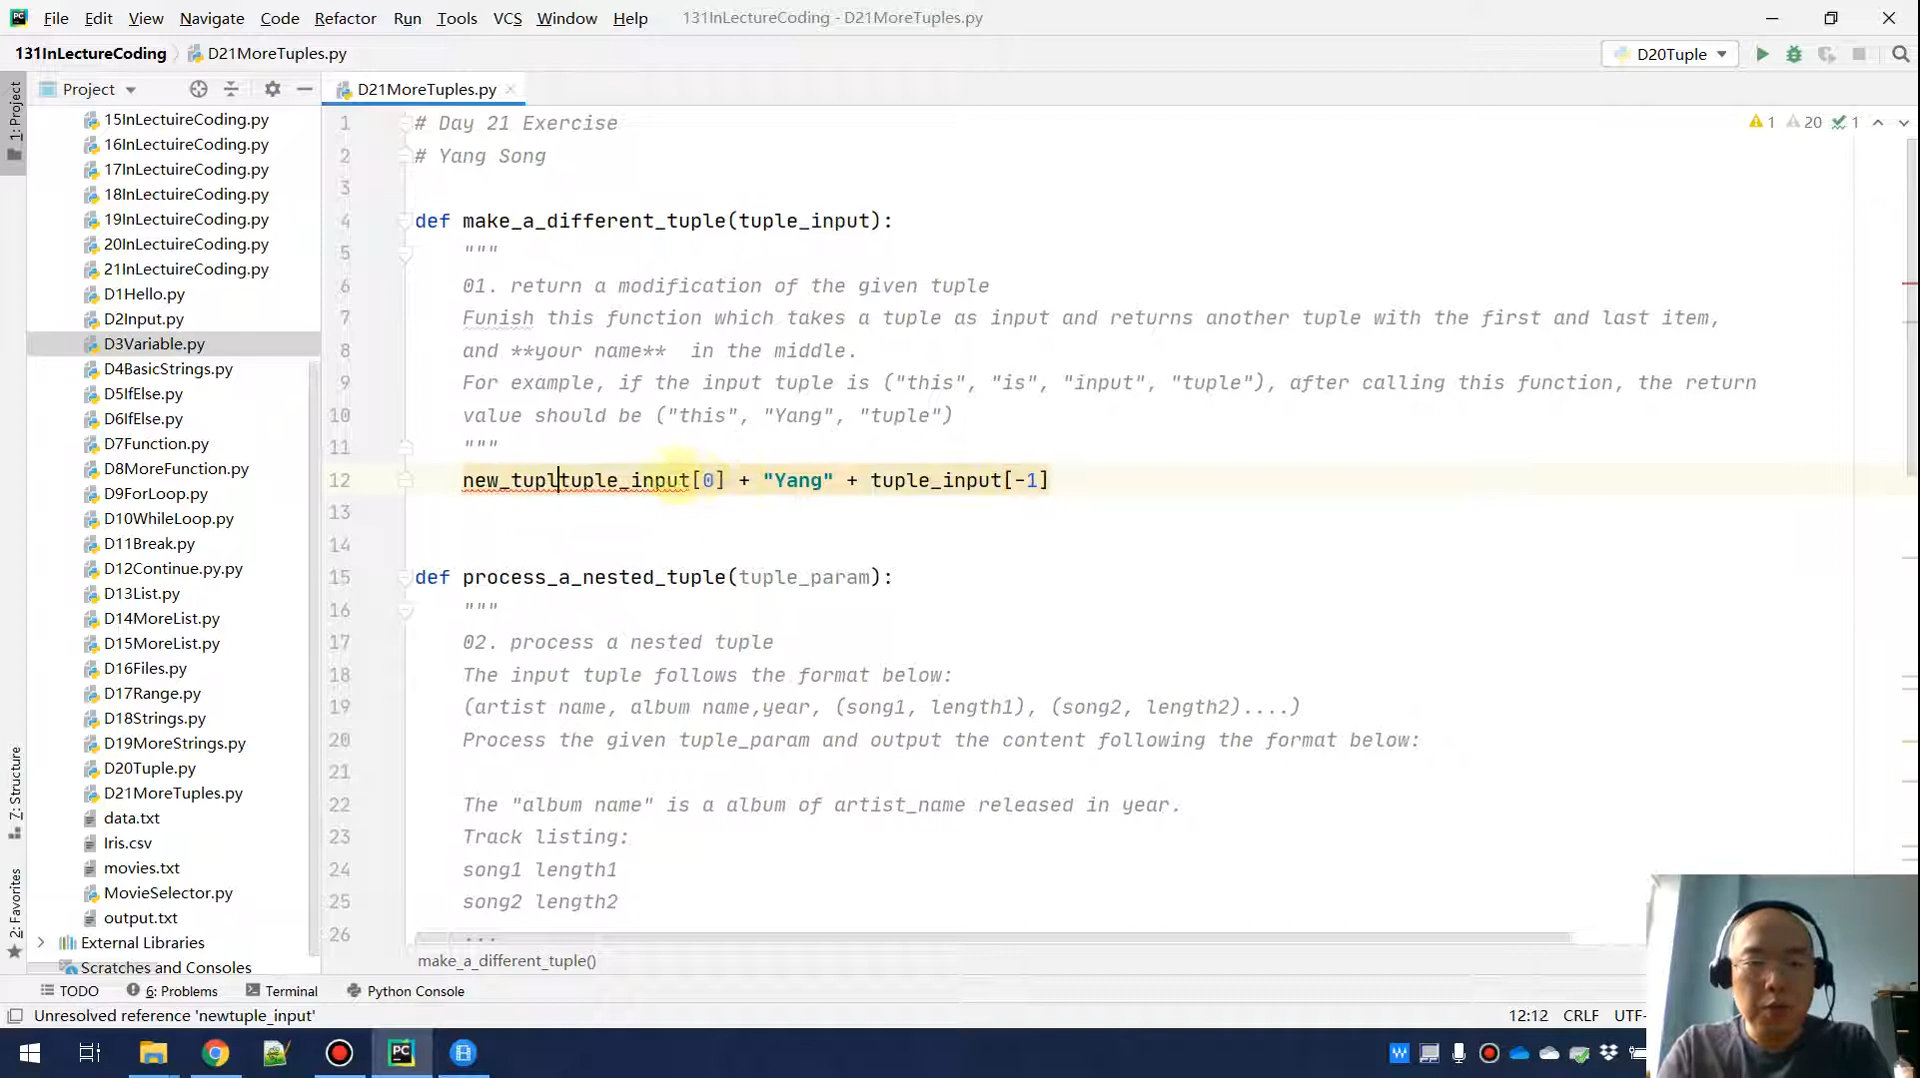 File Edit View Navigate Code Refactor Run Tools VCS Window Help 131InLectureCoding - D21MoreTuples.py
131InLectureCoding D21MoreTuples.py D20Tuple
1: Project
Project
D21MoreTuples.py
15InLectuireCoding.py
16InLectuireCoding.py
17InLectuireCoding.py
18InLectuireCoding.py
19InLectuireCoding.py
20InLectuireCoding.py
21InLectuireCoding.py
D1Hello.py
D2Input.py
D3Variable.py
D4BasicStrings.py
D5IfElse.py
D6IfElse.py
D7Function.py
D8MoreFunction.py
D9ForLoop.py
D10WhileLoop.py
D11Break.py
D12Continue.py.py
D13List.py
D14MoreList.py
D15MoreList.py
D16Files.py
D17Range.py
D18Strings.py
D19MoreStrings.py
D20Tuple.py
D21MoreTuples.py
data.txt
Iris.csv
movies.txt
MovieSelector.py
output.txt
External Libraries
Scratches and Consoles
7: Structure
2: Favorites
1 20 1
1 # Day 21 Exercise
2 # Yang Song
3
4 def make_a_different_tuple(tuple_input):
5 """
6 01. return a modification of the given tuple
7 Funish this function which takes a tuple as input and returns another tuple with the first and last item,
8 and **your name**  in the middle.
9 For example, if the input tuple is ("this", "is", "input", "tuple"), after calling this function, the return
10 value should be ("this", "Yang", "tuple")
11 """
12 new_tupltuple_input[0] + "Yang" + tuple_input[-1]
13
14
15 def process_a_nested_tuple(tuple_param):
16 """
17 02. process a nested tuple
18 The input tuple follows the format below:
19 (artist name, album name,year, (song1, length1), (song2, length2)....)
20 Process the given tuple_param and output the content following the format below:
21
22 The "album name" is a album of artist_name released in year.
23 Track listing:
24 song1 length1
25 song2 length2
26 ...
make_a_different_tuple()
TODO 6: Problems Terminal Python Console
Unresolved reference 'newtuple_input' 12:12 CRLF UTF-